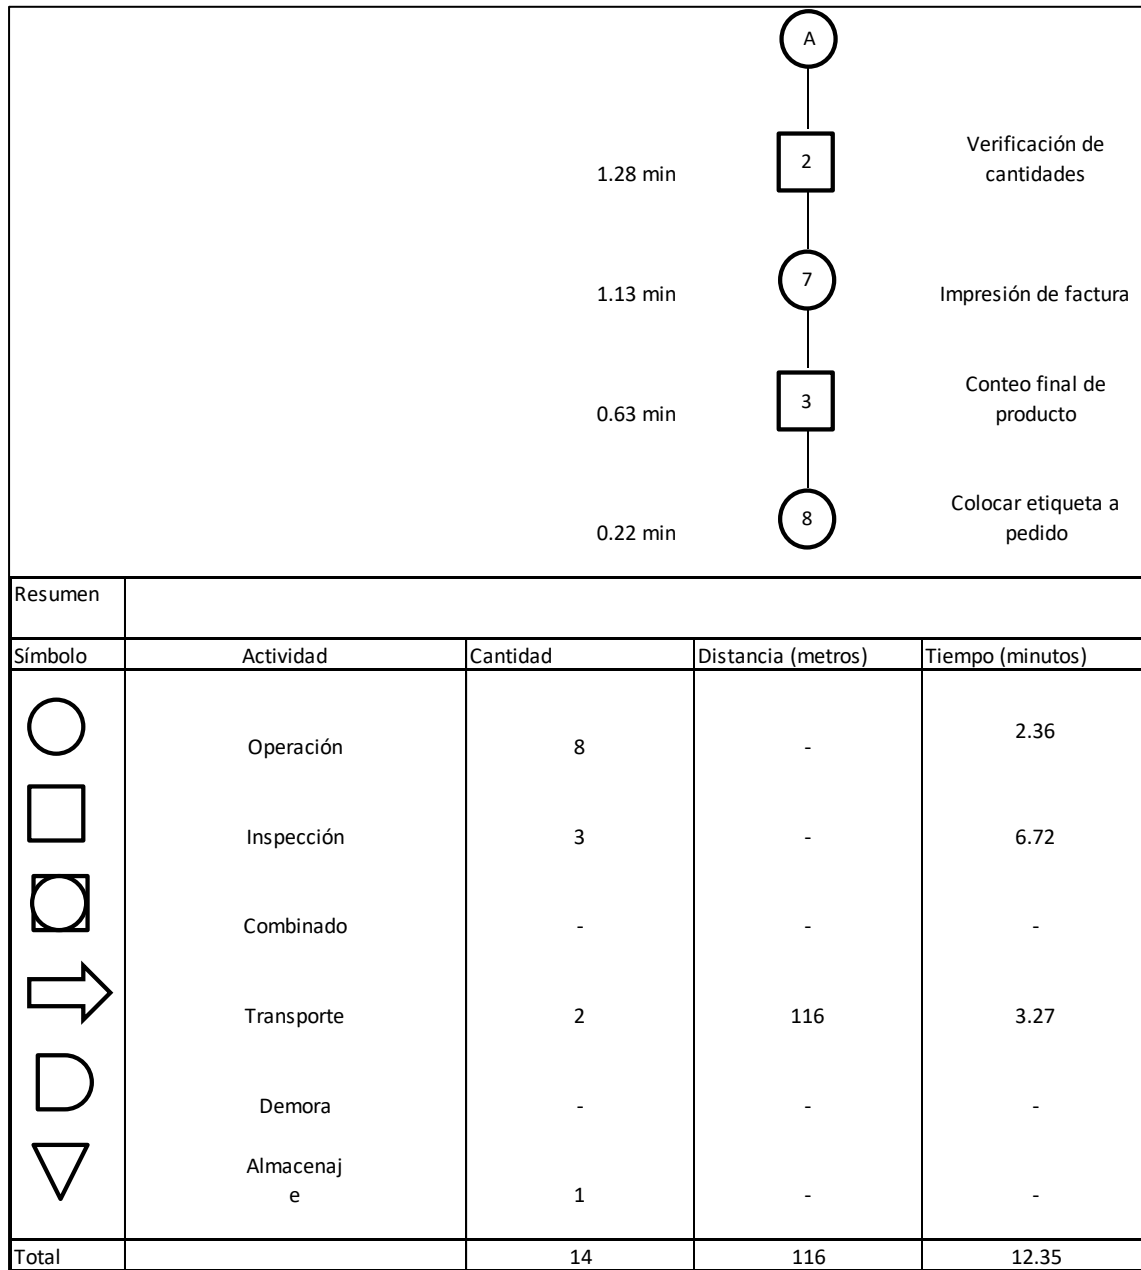 A
1.28 min
2
Verificación de
cantidades
1.13 min
7
Impresión de factura
0.63 min
3
Conteo final de
producto
0.22 min
8
Colocar etiqueta a
pedido
Resumen
Símbolo Actividad Cantidad Distancia (metros) Tiempo (minutos)
Operación 8 - 2.36
Inspección 3 - 6.72
Combinado - - -
Transporte 2 116 3.27
Demora - - -
Almacenaj
e 1 - -
Total 14 116 12.35